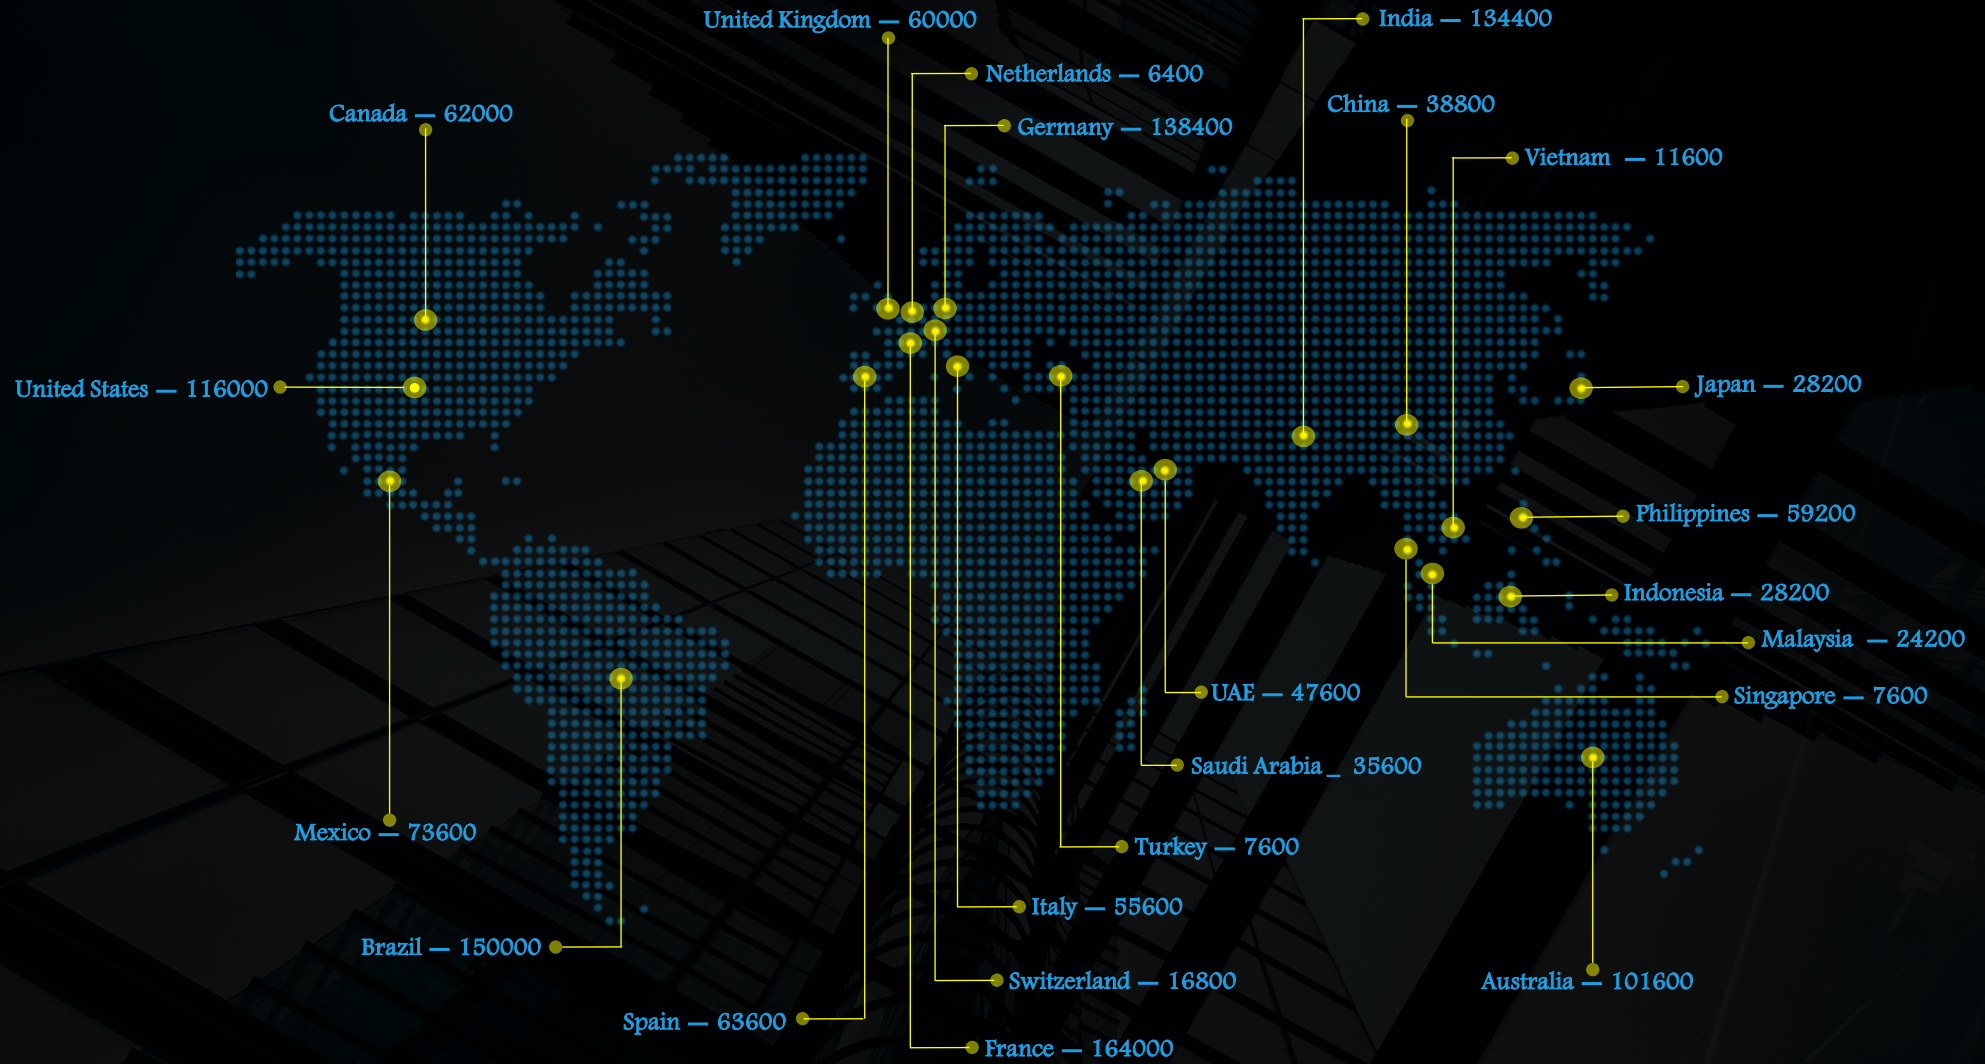 United Kingdom — 60000
India — 134400
Netherlands — 6400
Canada — 62000
China — 38800
Germany — 138400
Vietnam — 11600
United States — 116000
Japan — 28200
Philippines — 59200
Indonesia — 28200
Malaysia — 24200
UAE — 47600
Singapore — 7600
Saudi Arabia _ 35600
Mexico — 73600
Turkey — 7600
Italy — 55600
Brazil — 150000
Switzerland — 16800
Australia — 101600
Spain — 63600
France — 164000